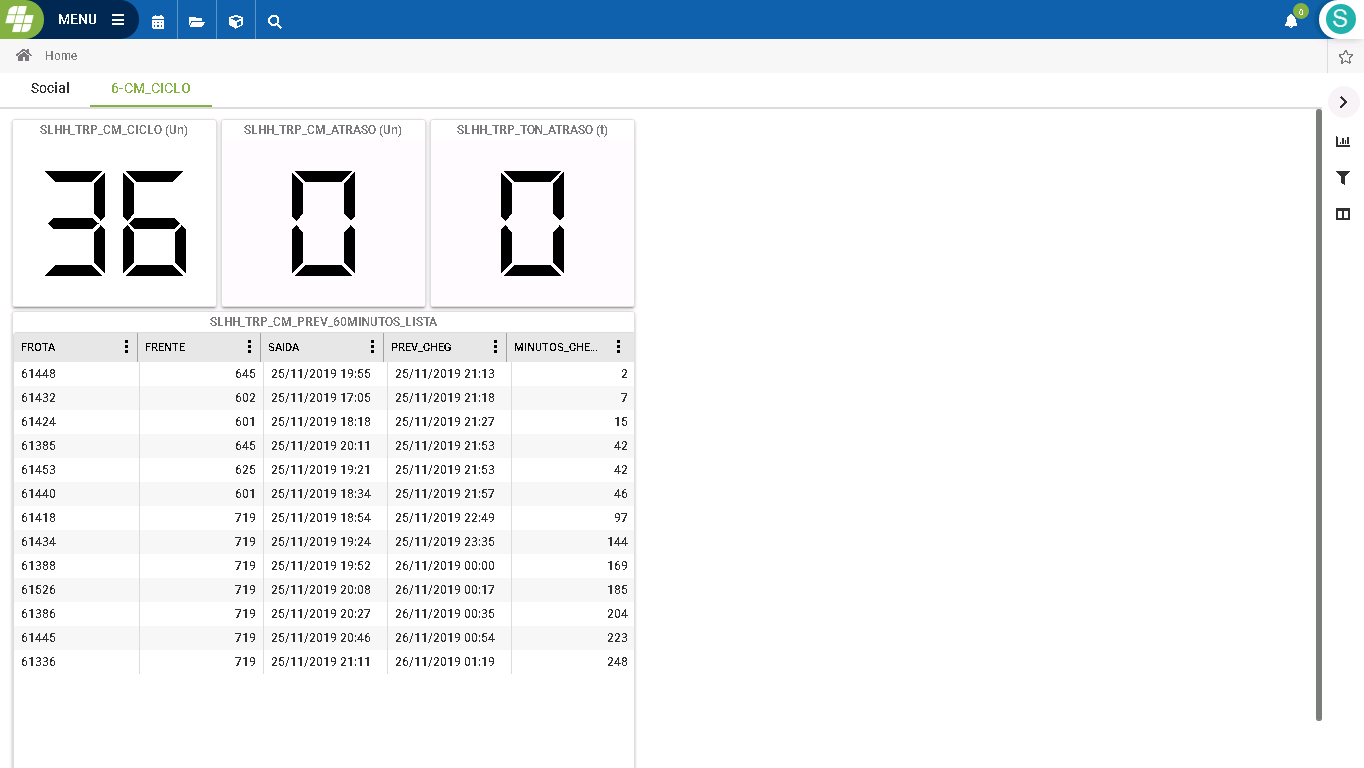 MENU
0
S
Home
Social 6-CM_CICLO
SLHH_TRP_CM_CICLO (Un) SLHH_TRP_CM_ATRASO (Un) SLHH_TRP_TON_ATRASO (t)
36 0 0
SLHH_TRP_CM_PREV_60MINUTOS_LISTA
FROTA FRENTE SAIDA PREV_CHEG MINUTOS_CHE...
61448 645 25/11/2019 19:55 25/11/2019 21:13 2
61432 602 25/11/2019 17:05 25/11/2019 21:18 7
61424 601 25/11/2019 18:18 25/11/2019 21:27 15
61385 645 25/11/2019 20:11 25/11/2019 21:53 42
61453 625 25/11/2019 19:21 25/11/2019 21:53 42
61440 601 25/11/2019 18:34 25/11/2019 21:57 46
61418 719 25/11/2019 18:54 25/11/2019 22:49 97
61434 719 25/11/2019 19:24 25/11/2019 23:35 144
61388 719 25/11/2019 19:52 26/11/2019 00:00 169
61526 719 25/11/2019 20:08 26/11/2019 00:17 185
61386 719 25/11/2019 20:27 26/11/2019 00:35 204
61445 719 25/11/2019 20:46 26/11/2019 00:54 223
61336 719 25/11/2019 21:11 26/11/2019 01:19 248